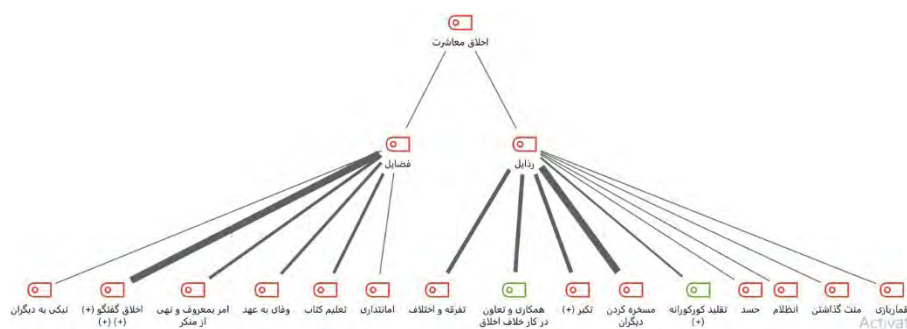 اخلاق معاشرت
فضایل
رذایل
نیکی به دیگران
اخلاق گفتگو (+)
(+) (+)
امر بمعروف و نهی
از منکر
وفای به عهد
تعلیم کتاب
امانتداری
تفرقه و اختلاف
همکاری و تعاون
در کار خلاف اخلاق
تکبر (+)
مسخره کردن
دیگران
تقلید کورکورانه
(+)
حسد
انظلام
منت گذاشتن
قماربازی
Activat